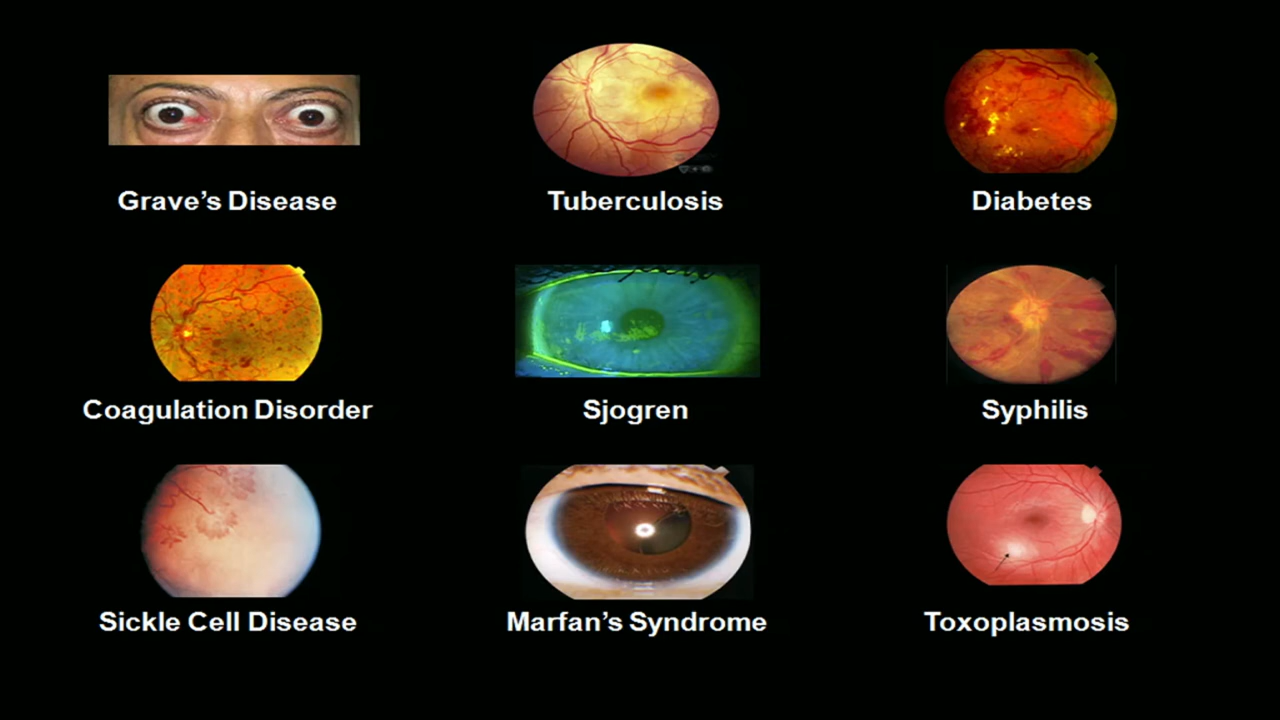 Grave’s Disease
Tuberculosis
Diabetes
Coagulation Disorder
Sjogren
Syphilis
Sickle Cell Disease
Marfan’s Syndrome
Toxoplasmosis